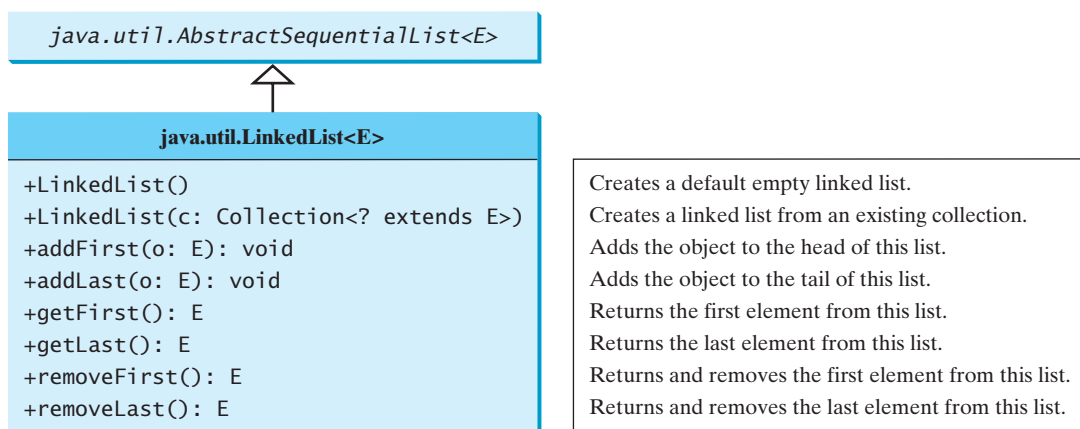 java.util.AbstractSequentialList<E>
java.util.LinkedList<E>
+LinkedList()
+LinkedList(c: Collection<? extends E>)
+addFirst(o: E): void
+addLast(o: E): void
+getFirst(): E
+getLast(): E
+removeFirst(): E
+removeLast(): E
Creates a default empty linked list.
Creates a linked list from an existing collection.
Adds the object to the head of this list.
Adds the object to the tail of this list.
Returns the first element from this list.
Returns the last element from this list.
Returns and removes the first element from this list.
Returns and removes the last element from this list.